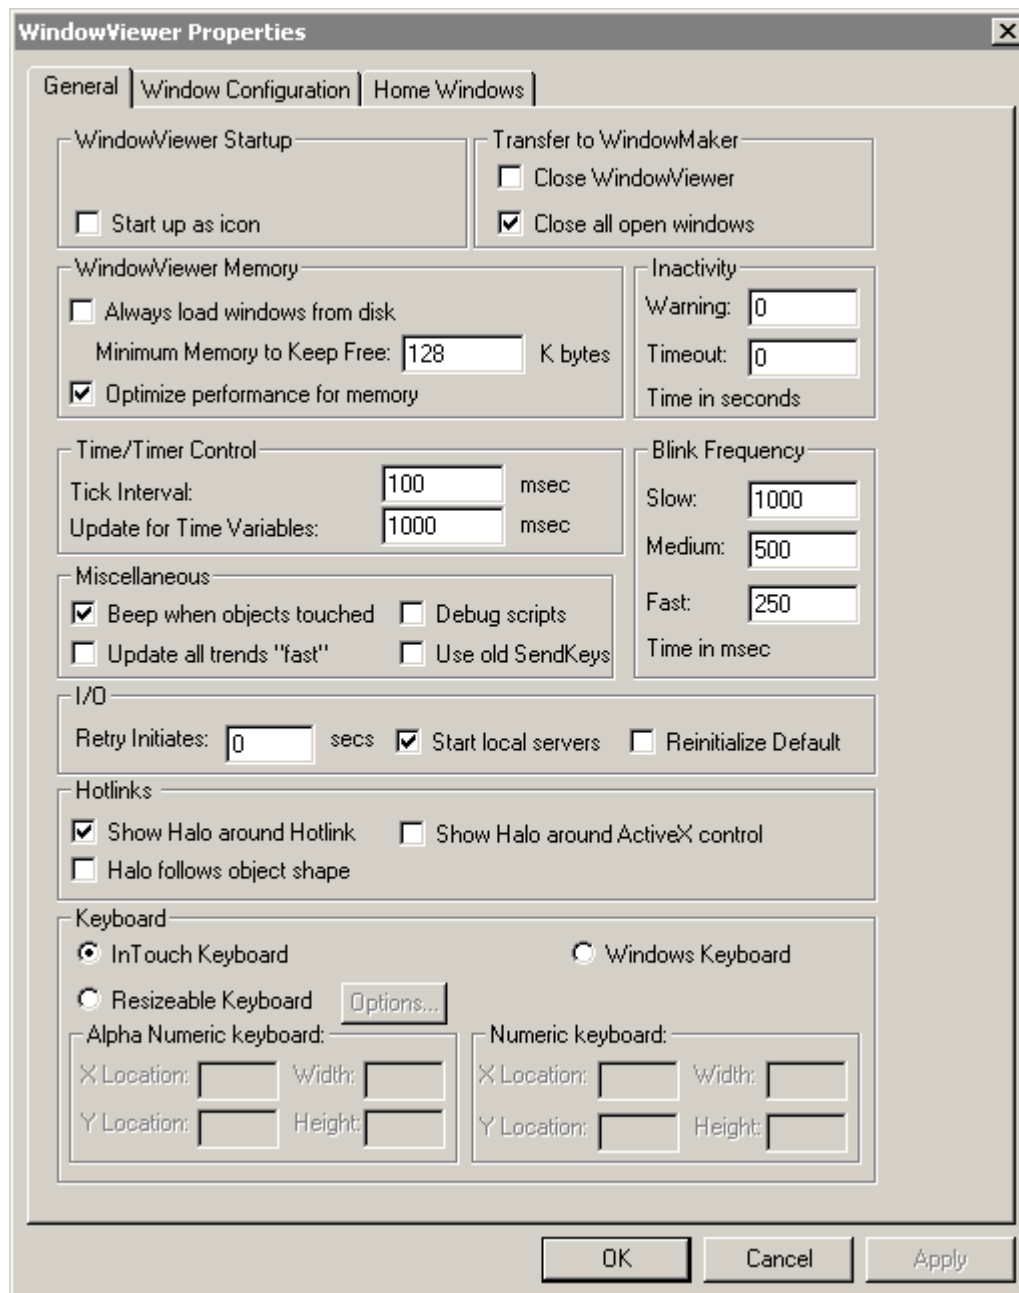 WindowViewer Properties
General
Window Configuration
Home Windows
WindowViewer Startup
Start up as icon
Transfer to WindowMaker
Close WindowViewer
Close all open windows
WindowViewer Memory
Always load windows from disk
Minimum Memory to Keep Free: 128 K bytes
Optimize performance for memory
Inactivity
Warning: 0
Timeout: 0
Time in seconds
Time/Timer Control
Tick Interval: 100 msec
Update for Time Variables: 1000 msec
Blink Frequency
Slow: 1000
Medium: 500
Fast: 250
Time in msec
Miscellaneous
Beep when objects touched
Debug scripts
Update all trends "fast"
Use old SendKeys
I/O
Retry Initiates: 0 secs
Start local servers
Reinitialize Default
Hotlinks
Show Halo around Hotlink
Show Halo around ActiveX control
Halo follows object shape
Keyboard
InTouch Keyboard
Windows Keyboard
Resizeable Keyboard
Options...
Alpha Numeric keyboard:
X Location:
Width:
Y Location:
Height:
Numeric keyboard:
X Location:
Width:
Y Location:
Height:
OK
Cancel
Apply